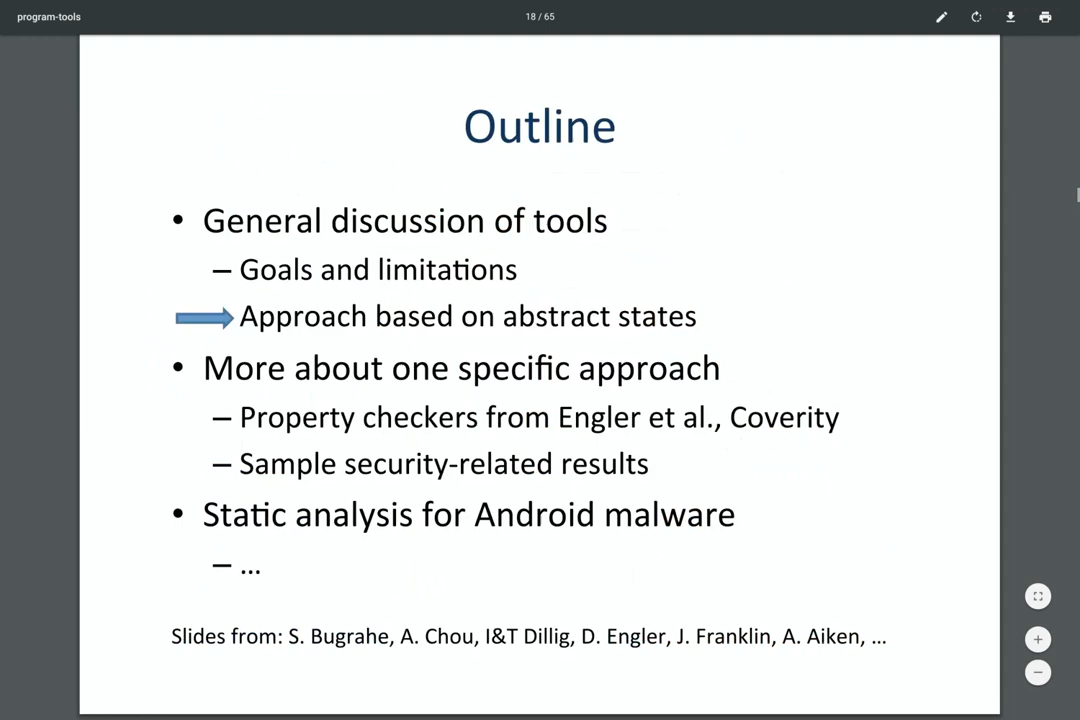 program-tools
18 / 65
Outline
• General discussion of tools
– Goals and limitations
Approach based on abstract states
• More about one specific approach
– Property checkers from Engler et al., Coverity
– Sample security-related results
• Static analysis for Android malware
– ...
Slides from: S. Bugrahe, A. Chou, I&T Dillig, D. Engler, J. Franklin, A. Aiken, ...